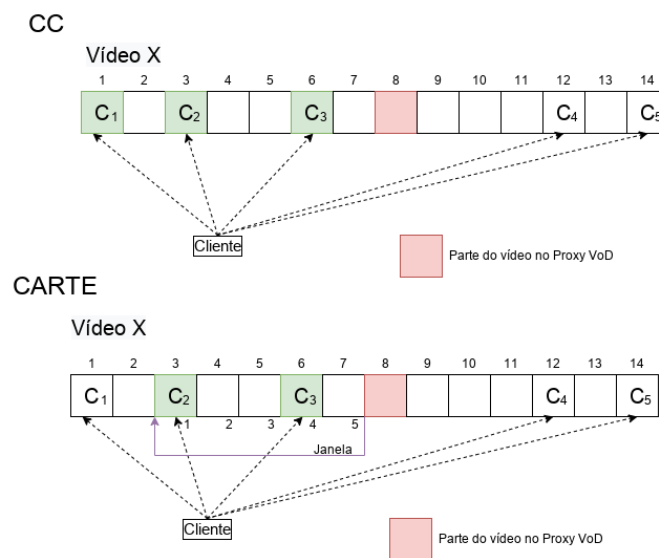 CC
Vídeo X
1 2 3 4 5 6 7 8 9 10 11 12 13 14
C1 C2 C3 C4 C5
Cliente
Parte do vídeo no Proxy VoD
CARTE
Vídeo X
1 2 3 4 5 6 7 8 9 10 11 12 13 14
C1 C2 C3 C4 C5
1 2 3 4 5
Janela
Cliente
Parte do vídeo no Proxy VoD